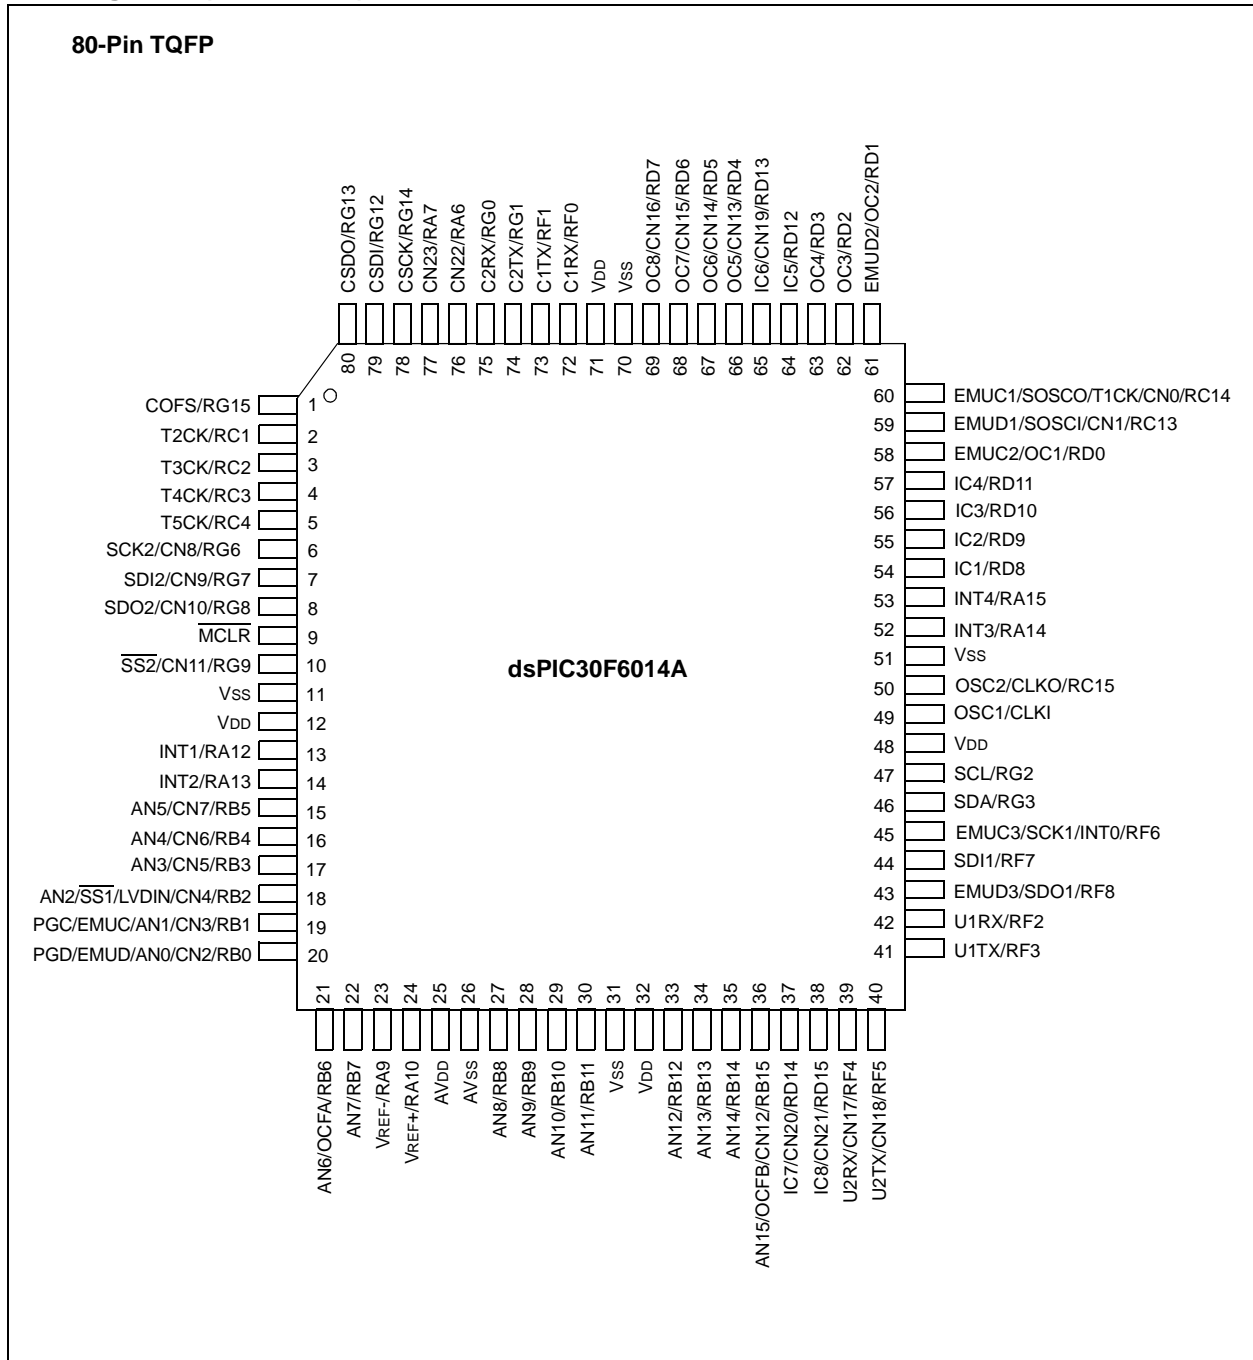 80-Pin TQFP
CSDO/RG13
CSDI/RG12
CSCK/RG14
CN23/RA7
CN22/RA6
C2RX/RG0
C2TX/RG1
C1TX/RF1
C1RX/RF0
VDD
VSS
OC8/CN16/RD7
OC7/CN15/RD6
OC6/CN14/RD5
OC5/CN13/RD4
IC6/CN19/RD13
IC5/RD12
OC4/RD3
OC3/RD2
EMUD2/OC2/RD1
80 79 78 77 76 75 74 73 72 71 70 69 68 67 66 65 64 63 62 61
COFS/RG15 1
T2CK/RC1 2
T3CK/RC2 3
T4CK/RC3 4
T5CK/RC4 5
SCK2/CN8/RG6 6
SDI2/CN9/RG7 7
SDO2/CN10/RG8 8
MCLR 9
SS2/CN11/RG9 10
VSS 11
VDD 12
INT1/RA12 13
INT2/RA13 14
AN5/CN7/RB5 15
AN4/CN6/RB4 16
AN3/CN5/RB3 17
AN2/SS1/LVDIN/CN4/RB2 18
PGC/EMUC/AN1/CN3/RB1 19
PGD/EMUD/AN0/CN2/RB0 20
dsPIC30F6014A
60 EMUC1/SOSCO/T1CK/CN0/RC14
59 EMUD1/SOSCI/CN1/RC13
58 EMUC2/OC1/RD0
57 IC4/RD11
56 IC3/RD10
55 IC2/RD9
54 IC1/RD8
53 INT4/RA15
52 INT3/RA14
51 VSS
50 OSC2/CLKO/RC15
49 OSC1/CLKI
48 VDD
47 SCL/RG2
46 SDA/RG3
45 EMUC3/SCK1/INT0/RF6
44 SDI1/RF7
43 EMUD3/SDO1/RF8
42 U1RX/RF2
41 U1TX/RF3
21 22 23 24 25 26 27 28 29 30 31 32 33 34 35 36 37 38 39 40
AN6/OCFA/RB6
AN7/RB7
VREF-/RA9
VREF+/RA10
AVDD
AVSS
AN8/RB8
AN9/RB9
AN10/RB10
AN11/RB11
VSS
VDD
AN12/RB12
AN13/RB13
AN14/RB14
AN15/OCFB/CN12/RB15
IC7/CN20/RD14
IC8/CN21/RD15
U2RX/CN17/RF4
U2TX/CN18/RF5